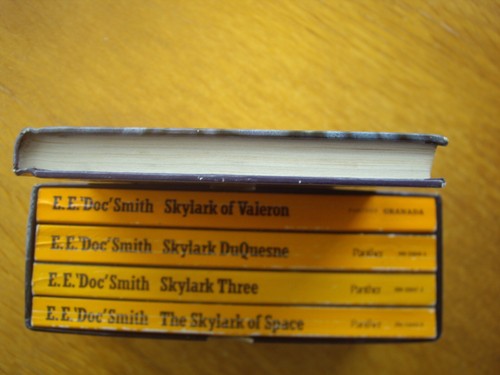 E.E.'Doc'Smith Skylark of Valeron GRANADA
E.E.'Doc'Smith Skylark DuQuesne Panther
E.E.'Doc'Smith Skylark Three Panther
E.E.'Doc'Smith The Skylark of Space Panther